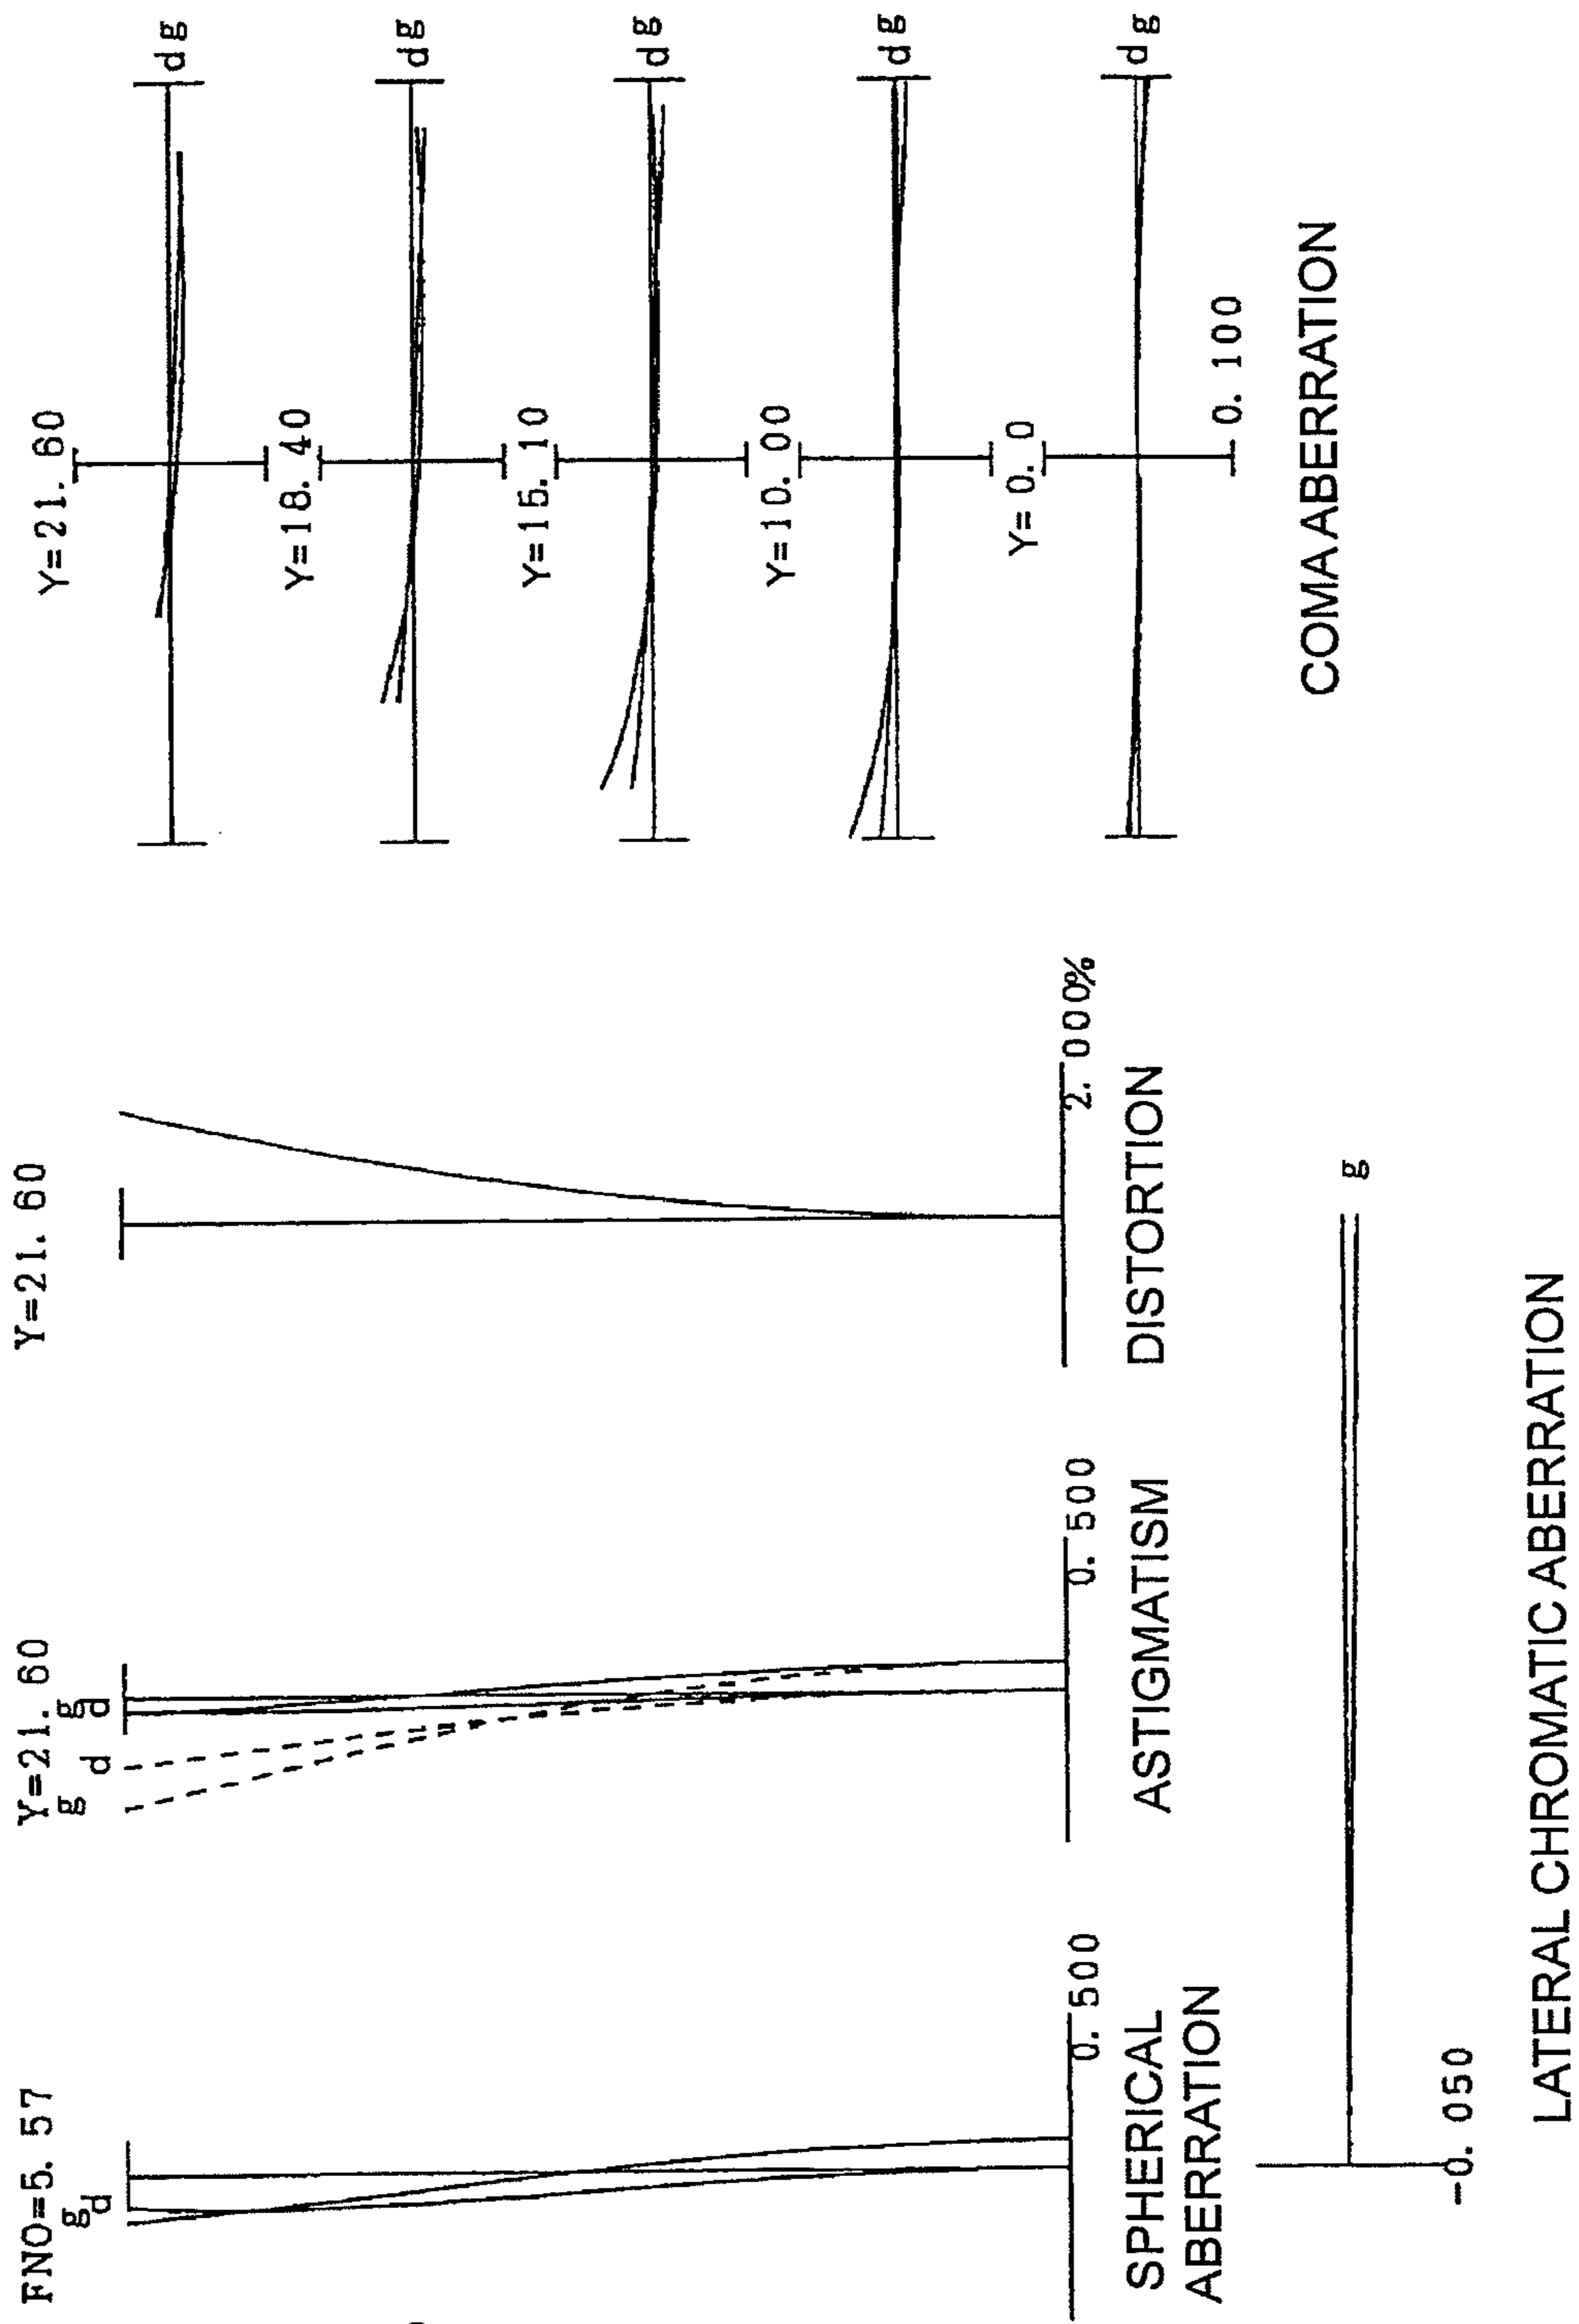 FNO=5. 57
g
d
0. 500
SPHERICAL
ABERRATION
Y=21. 60
g
d
g
d
0. 500
ASTIGMATISM
Y=21. 60
2. 000%
DISTORTION
Y=21. 60
d g
Y=18. 40
d g
Y=15. 10
d g
Y=10. 00
d g
Y= 0. 0
d g
0. 100
COMA ABERRATION
g
-0. 050
LATERAL CHROMATIC ABERRATION